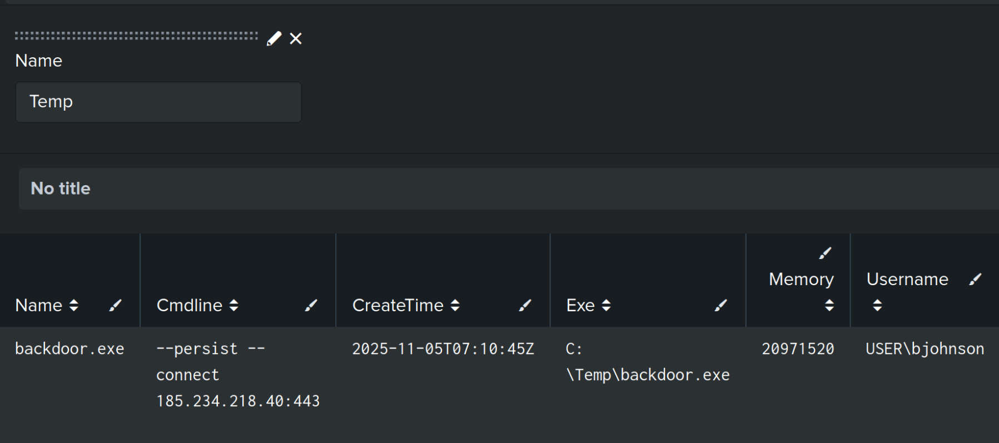 Name
Temp
No title
Name
Cmdline
CreateTime
Exe
Memory
Username
backdoor.exe
--persist --
connect
185.234.218.40:443
2025-11-05T07:10:45Z
C:
\Temp\backdoor.exe
20971520
USER\bjohnson